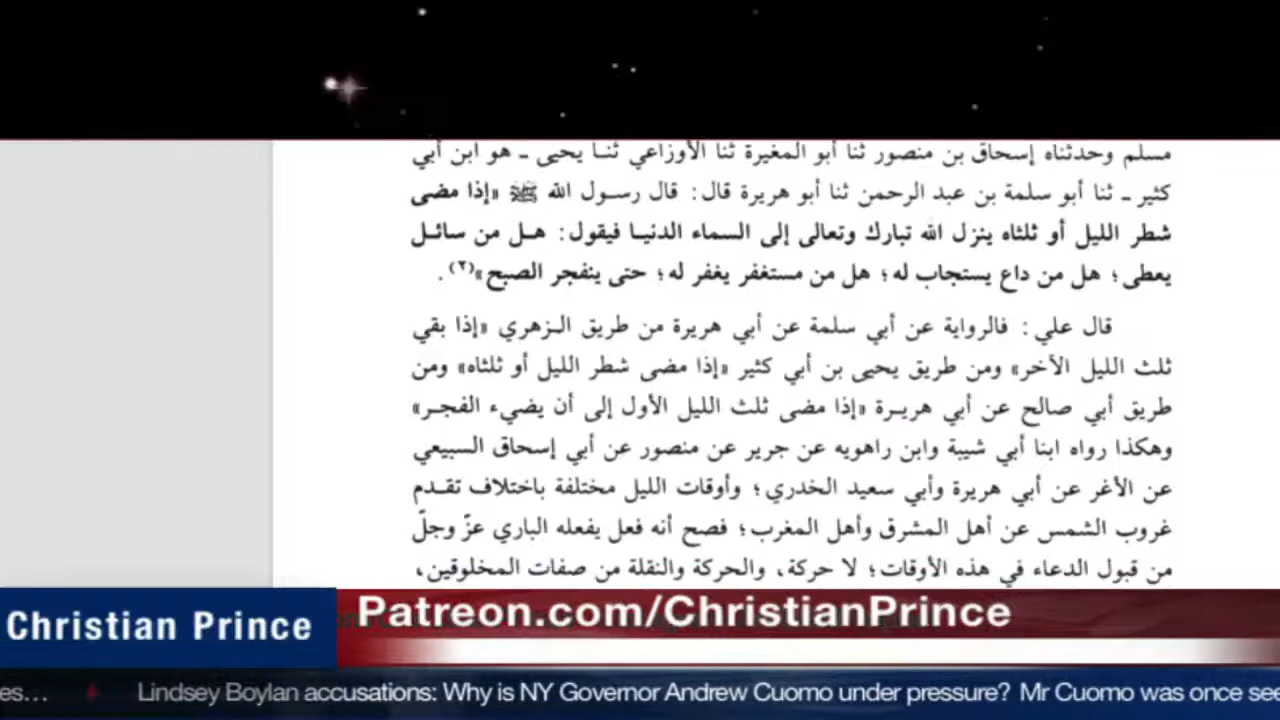 مسلم وحدثناه إسحاق بن منصور ثنا أبو المغيرة ثنا الأوزاعي ثنا يحيى ـ هو ابن أبي
كثير ـ ثنا أبو سلمة بن عبد الرحمن ثنا أبو هريرة قال: قال رسول الله ﷺ «إذا مضى
شطر الليل أو ثلثاه ينزل الله تبارك وتعالى إلى السماء الدنيا فيقول: هل من سائل
يعطى؛ هل من داع يستجاب له؛ هل من مستغفر يغفر له؛ حتى ينفجر الصبح»(٢).
قال علي: فالرواية عن أبي سلمة عن أبي هريرة من طريق الزهري «إذا بقي
ثلث الليل الآخر» ومن طريق يحيى بن أبي كثير «إذا مضى شطر الليل أو ثلثاه» ومن
طريق أبي صالح عن أبي هريرة «إذا مضى ثلث الليل الأول إلى أن يضيء الفجر»
وهكذا رواه ابنا أبي شيبة وابن راهويه عن جرير عن منصور عن أبي إسحاق السبيعي
عن الأغر عن أبي هريرة وأبي سعيد الخدري؛ وأوقات الليل مختلفة باختلاف تقدم
غروب الشمس عن أهل المشرق وأهل المغرب؛ فصح أنه فعل يفعله الباري عزّ وجلّ
من قبول الدعاء في هذه الأوقات؛ لا حركة، والحركة والنقلة من صفات المخلوقين،
Patreon.com/ChristianPrince
Christian Prince
es... Lindsey Boylan accusations: Why is NY Governor Andrew Cuomo under pressure? Mr Cuomo was once see